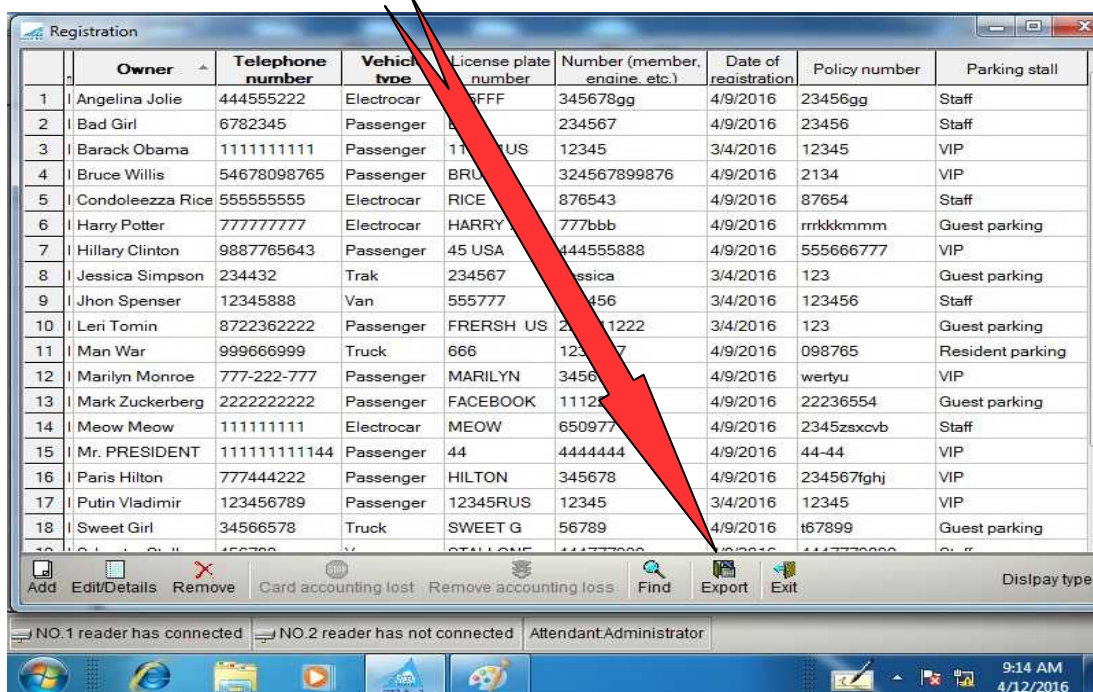 Registration
Owner Telephone number Vehicle type License plate number Number (member, engine, etc.) Date of registration Policy number Parking stall
1 Angelina Jolie 444555222 Electrocar 345678gg 4/9/2016 23456gg Staff
2 Bad Girl 6782345 Passenger 234567 4/9/2016 23456 Staff
3 Barack Obama 1111111111 Passenger 12345 3/4/2016 12345 VIP
4 Bruce Willis 54678098765 Passenger 324567899876 4/9/2016 2134 VIP
5 Condoleezza Rice 555555555 Electrocar RICE 876543 4/9/2016 87654 Staff
6 Harry Potter 777777777 Electrocar HARRY 777bbb 4/9/2016 rrrkkkmmm Guest parking
7 Hillary Clinton 9887765643 Passenger 45 USA 444555888 4/9/2016 555666777 VIP
8 Jessica Simpson 234432 Trak 234567 3/4/2016 123 Guest parking
9 Jhon Spenser 12345888 Van 555777 3/4/2016 123456 Staff
10 Leri Tomin 8722362222 Passenger FRERSH US 3/4/2016 123 Guest parking
11 Man War 999666999 Truck 666 4/9/2016 098765 Resident parking
12 Marilyn Monroe 777-222-777 Passenger MARILYN 4/9/2016 wertyu VIP
13 Mark Zuckerberg 2222222222 Passenger FACEBOOK 4/9/2016 22236554 Guest parking
14 Meow Meow 111111111 Electrocar MEOW 650977 4/9/2016 2345zsxcvb Staff
15 Mr. PRESIDENT 111111111144 Passenger 44 4444444 4/9/2016 44-44 VIP
16 Paris Hilton 777444222 Passenger HILTON 345678 4/9/2016 234567fghj VIP
17 Putin Vladimir 123456789 Passenger 12345RUS 12345 3/4/2016 12345 VIP
18 Sweet Girl 34566578 Truck SWEET G 56789 4/9/2016 t67899 Guest parking
Add Edit/Details Remove Card accounting lost Remove accounting loss Find Export Exit Dislpay type
NO.1 reader has connected NO.2 reader has not connected Attendant:Administrator
9:14 AM
4/12/2016